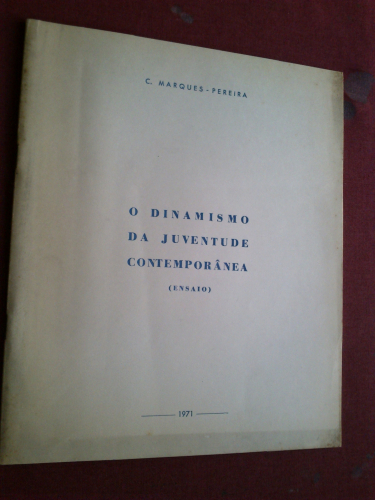 C. MARQUES - PEREIRA
O DINAMISMO
DA JUVENTUDE
CONTEMPORÂNEA
(ENSAIO)
1971